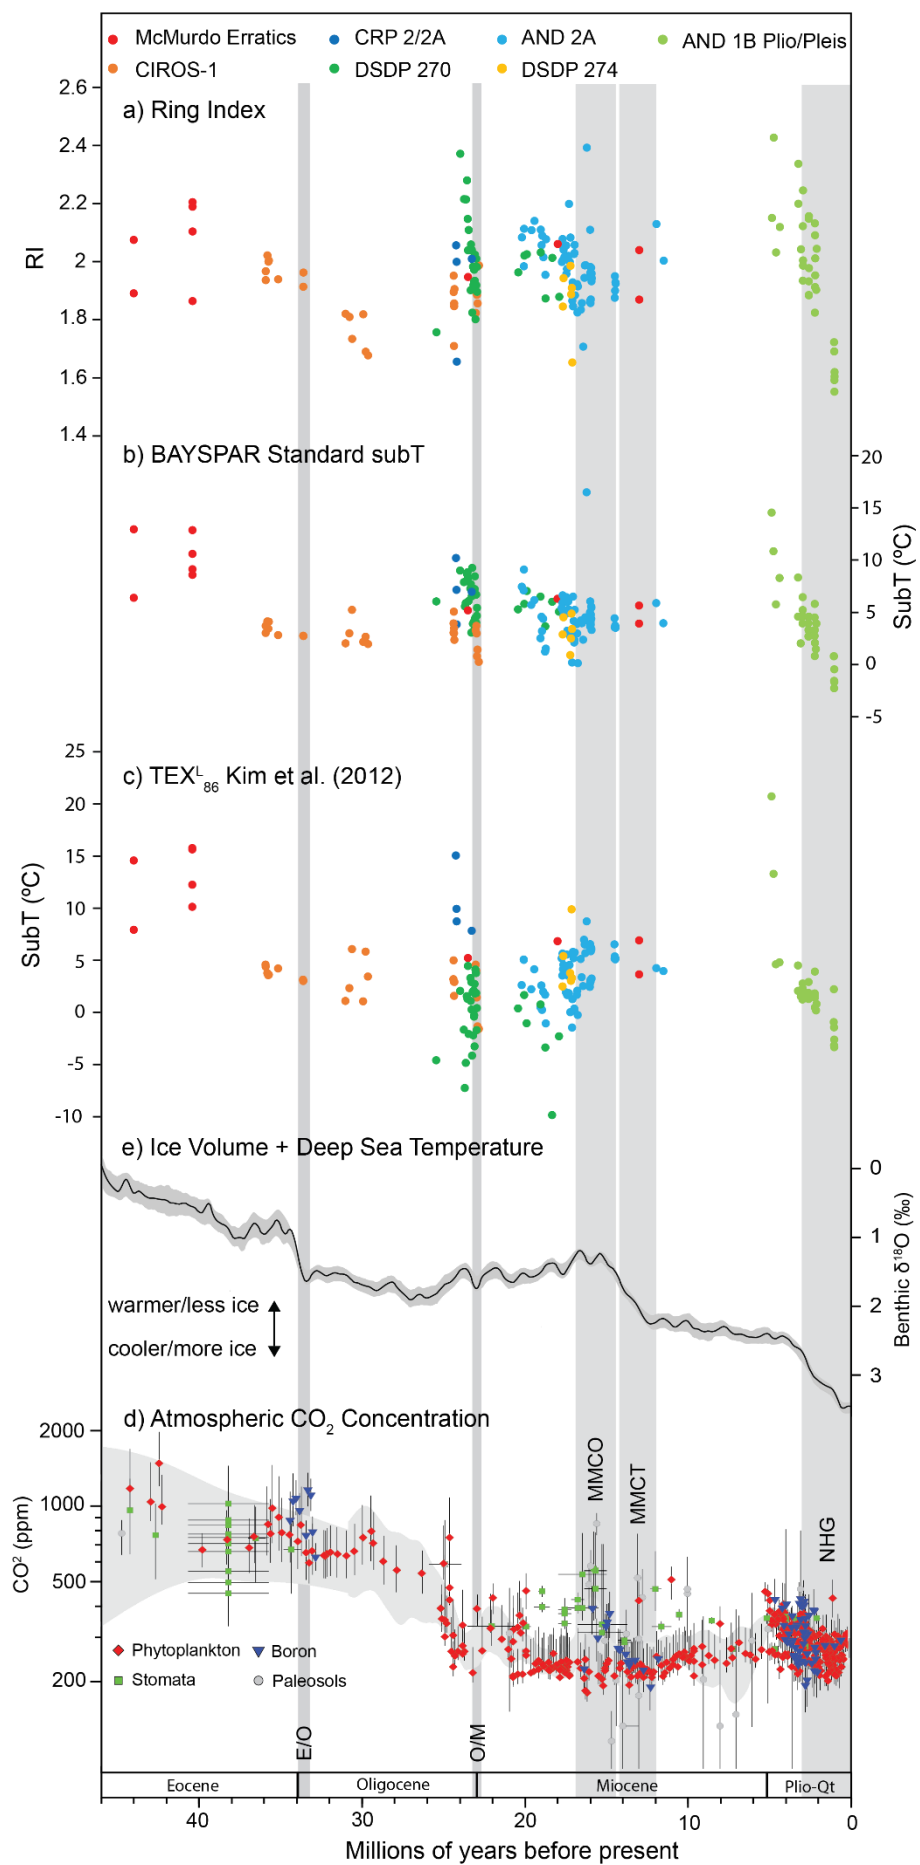 McMurdo Erratics
CRP 2/2A
AND 2A
AND 1B Plio/Pleis
CIROS-1
DSDP 270
DSDP 274
a) Ring Index
2.6
2.4
2.2
2
1.8
1.6
1.4
RI
b) BAYSPAR Standard subT
20
15
10
5
0
-5
SubT (ºC)
c) TEXᴸ₈₆ Kim et al. (2012)
25
20
15
10
5
0
-5
-10
SubT (ºC)
e) Ice Volume + Deep Sea Temperature
0
1
2
3
Benthic δ¹⁸O (‰)
warmer/less ice
cooler/more ice
d) Atmospheric CO₂ Concentration
2000
1000
500
200
CO² (ppm)
MMCO
MMCT
NHG
Phytoplankton
Boron
Stomata
Paleosols
E/O
O/M
Eocene
Oligocene
Miocene
Plio-Qt
40
30
20
10
0
Millions of years before present